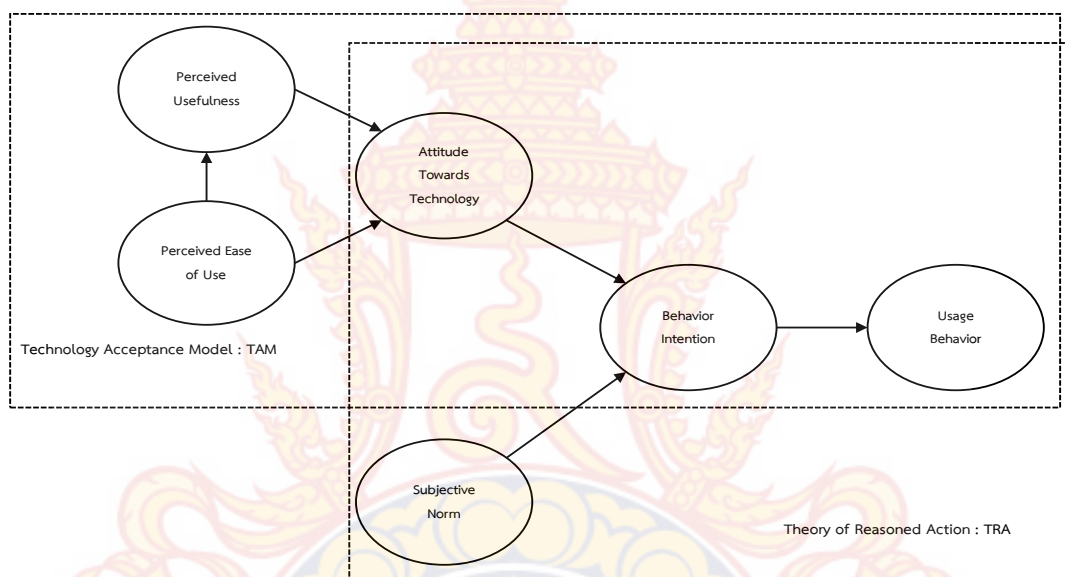 Perceived
Usefulness
Attitude
Towards
Technology
Perceived Ease
of Use
Behavior
Intention
Usage
Behavior
Technology Acceptance Model : TAM
Subjective
Norm
Theory of Reasoned Action : TRA